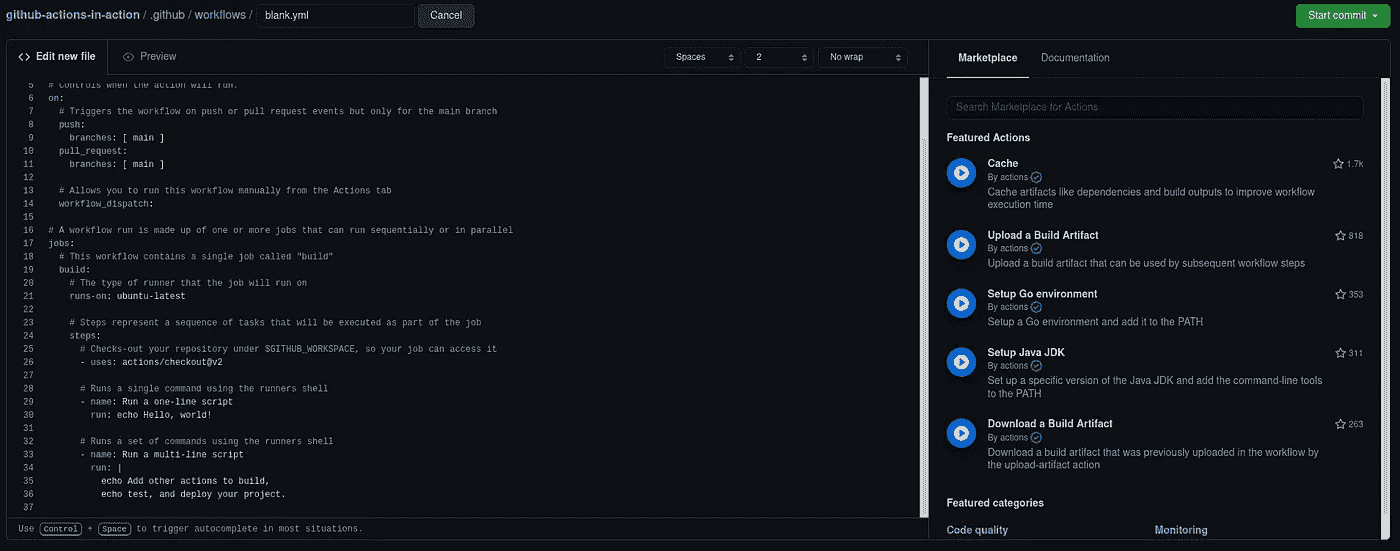 github-actions-in-action / .github / workflows / blank.yml Cancel Start commit
Edit new file Preview Spaces 2 No wrap
5 # Controls when the action will run.
6 on:
7 # Triggers the workflow on push or pull request events but only for the main branch
8 push:
9 branches: [ main ]
10 pull_request:
11 branches: [ main ]
12
13 # Allows you to run this workflow manually from the Actions tab
14 workflow_dispatch:
15
16 # A workflow run is made up of one or more jobs that can run sequentially or in parallel
17 jobs:
18 # This workflow contains a single job called "build"
19 build:
20 # The type of runner that the job will run on
21 runs-on: ubuntu-latest
22
23 # Steps represent a sequence of tasks that will be executed as part of the job
24 steps:
25 # Checks-out your repository under $GITHUB_WORKSPACE, so your job can access it
26 - uses: actions/checkout@v2
27
28 # Runs a single command using the runners shell
29 - name: Run a one-line script
30 run: echo Hello, world!
31
32 # Runs a set of commands using the runners shell
33 - name: Run a multi-line script
34 run: |
35 echo Add other actions to build,
36 echo test, and deploy your project.
37
Use Control + Space to trigger autocomplete in most situations.
Marketplace Documentation
Search Marketplace for Actions
Featured Actions
Cache 1.7k
By actions
Cache artifacts like dependencies and build outputs to improve workflow
execution time
Upload a Build Artifact 818
By actions
Upload a build artifact that can be used by subsequent workflow steps
Setup Go environment 353
By actions
Setup a Go environment and add it to the PATH
Setup Java JDK 311
By actions
Set up a specific version of the Java JDK and add the command-line tools
to the PATH
Download a Build Artifact 263
By actions
Download a build artifact that was previously uploaded in the workflow by
the upload-artifact action
Featured categories
Code quality Monitoring